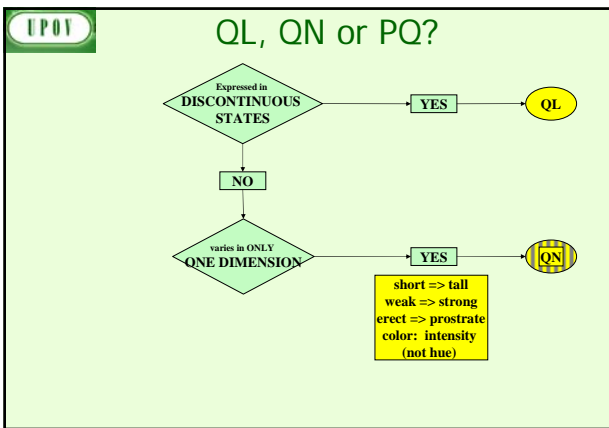 UPOV
QL, QN or PQ?
Expressed in
DISCONTINUOUS
STATES
YES
QL
NO
varies in ONLY
ONE DIMENSION
YES
QN
short => tall
weak => strong
erect => prostrate
color: intensity
(not hue)